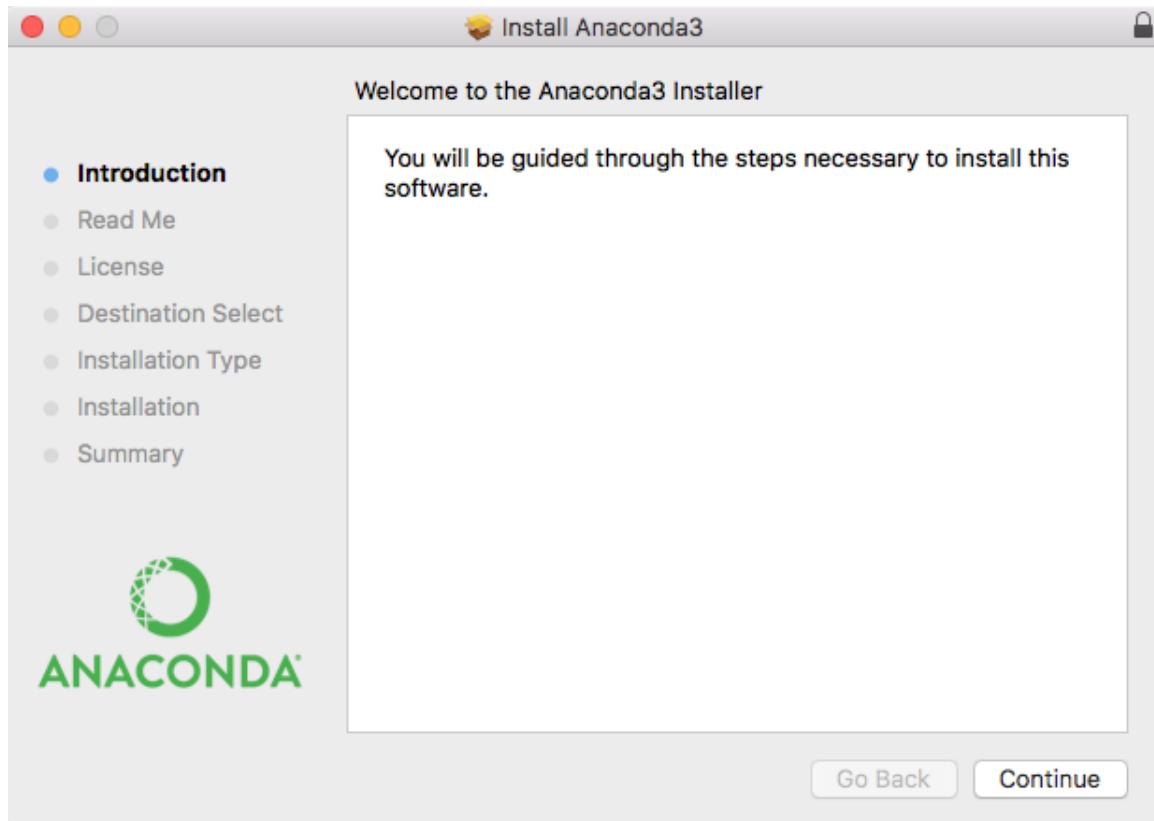 Install Anaconda3
Welcome to the Anaconda3 Installer
Introduction
Read Me
License
Destination Select
Installation Type
Installation
Summary
ANACONDA
You will be guided through the steps necessary to install this
software.
Go Back
Continue